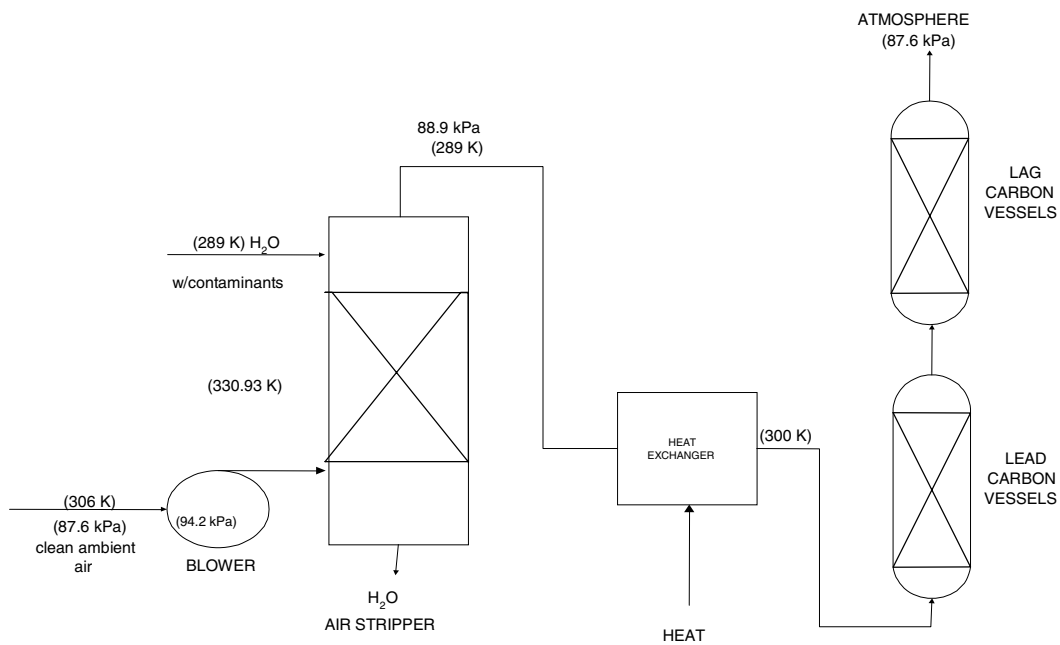 ATMOSPHERE
(87.6 kPa)
88.9 kPa
(289 K)
LAG
CARBON
VESSELS
(289 K) H₂O
w/contaminants
(330.93 K)
HEAT
EXCHANGER
(300 K)
LEAD
CARBON
VESSELS
(306 K)
(87.6 kPa)
clean ambient
air
(94.2 kPa)
BLOWER
H₂O
AIR STRIPPER
HEAT